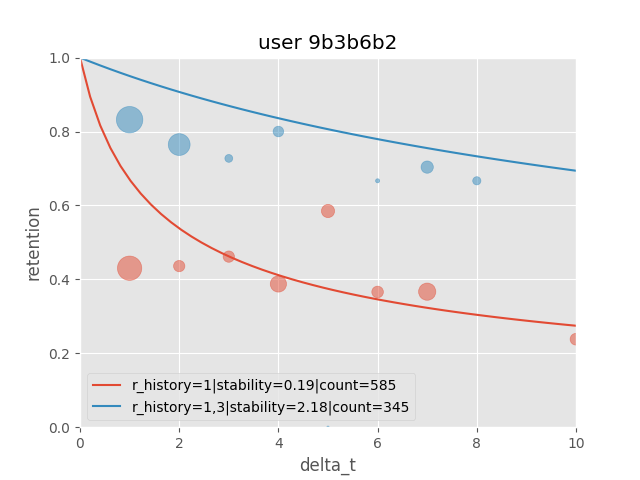 user 9b3b6b2
1.0
0.8
0.6
0.4
0.2
0.0
retention
r_history=1|stability=0.19|count=585
r_history=1,3|stability=2.18|count=345
0 2 4 6 8 10
delta_t